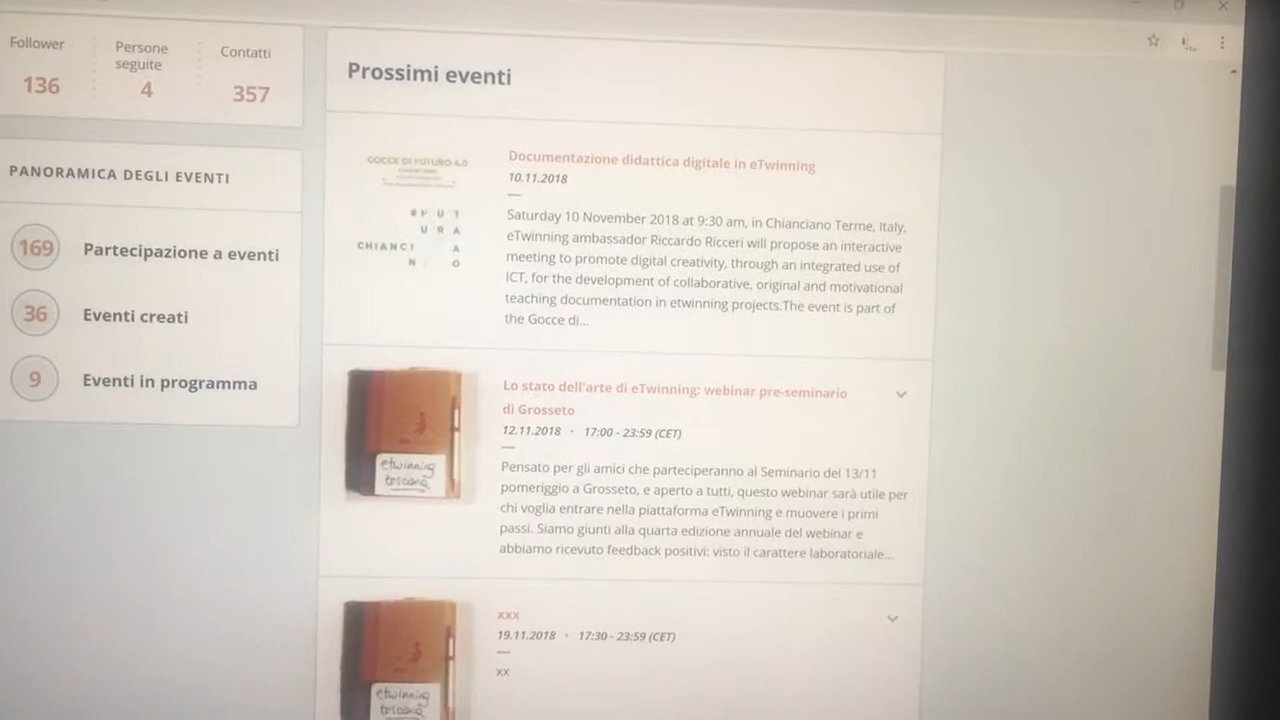 Follower
Persone
seguite
Contatti
136
4
357
PANORAMICA DEGLI EVENTI
169 Partecipazione a eventi
36 Eventi creati
9 Eventi in programma
Prossimi eventi
GOCCE DI FUTURO 4.0
# F U T
U R A
CHIANCI A
N O
Documentazione didattica digitale in eTwinning
10.11.2018
Saturday 10 November 2018 at 9:30 am, in Chianciano Terme, Italy,
eTwinning ambassador Riccardo Ricceri will propose an interactive
meeting to promote digital creativity, through an integrated use of
ICT, for the development of collaborative, original and motivational
teaching documentation in etwinning projects.The event is part of
the Gocce di...
Lo stato dell'arte di eTwinning: webinar pre-seminario
di Grosseto
12.11.2018 · 17:00 - 23:59 (CET)
Pensato per gli amici che parteciperanno al Seminario del 13/11
pomeriggio a Grosseto, e aperto a tutti, questo webinar sarà utile per
chi voglia entrare nella piattaforma eTwinning e muovere i primi
passi. Siamo giunti alla quarta edizione annuale del webinar e
abbiamo ricevuto feedback positivi: visto il carattere laboratoriale...
etwinning
toscana
xxx
19.11.2018 · 17:30 - 23:59 (CET)
xx
etwinning
toscana